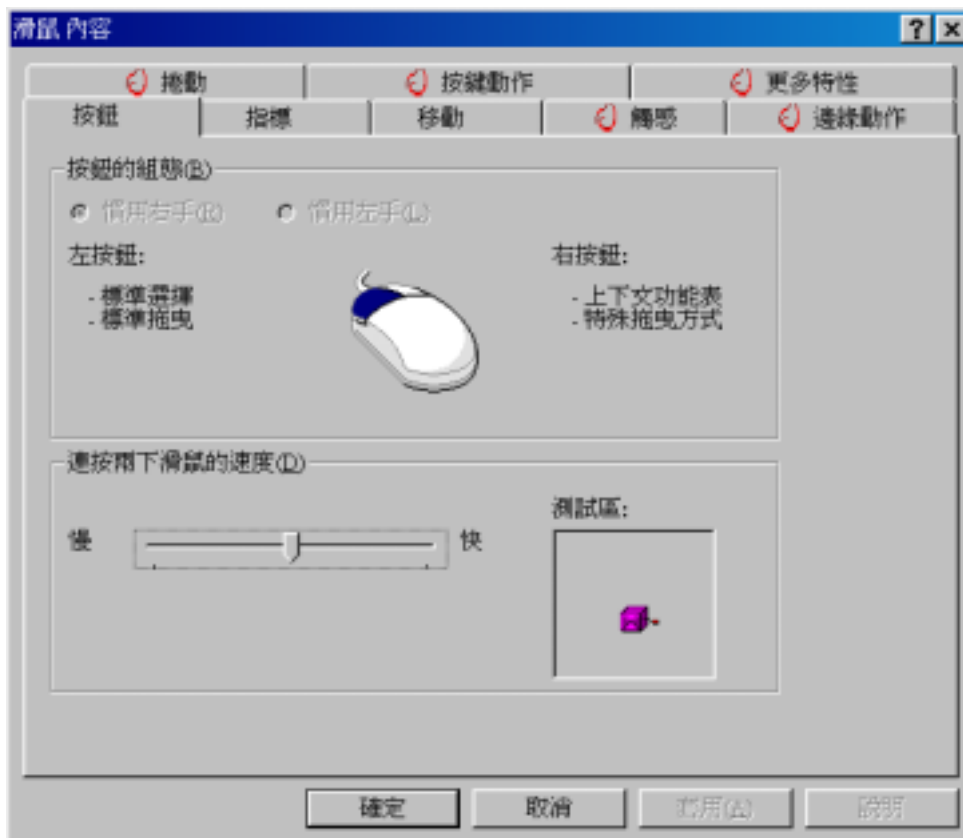 滑鼠 內容
捲動 按鍵動作 更多特性
按鈕 指標 移動 觸感 邊緣動作
按鈕的組態(B)
慣用右手(R) 慣用左手(L)
左按鈕: 右按鈕:
- 標準選擇 - 上下文功能表
- 標準拖曳 - 特殊拖曳方式
連按兩下滑鼠的速度(D)
測試區:
慢 快
確定 取消 套用(A) 說明